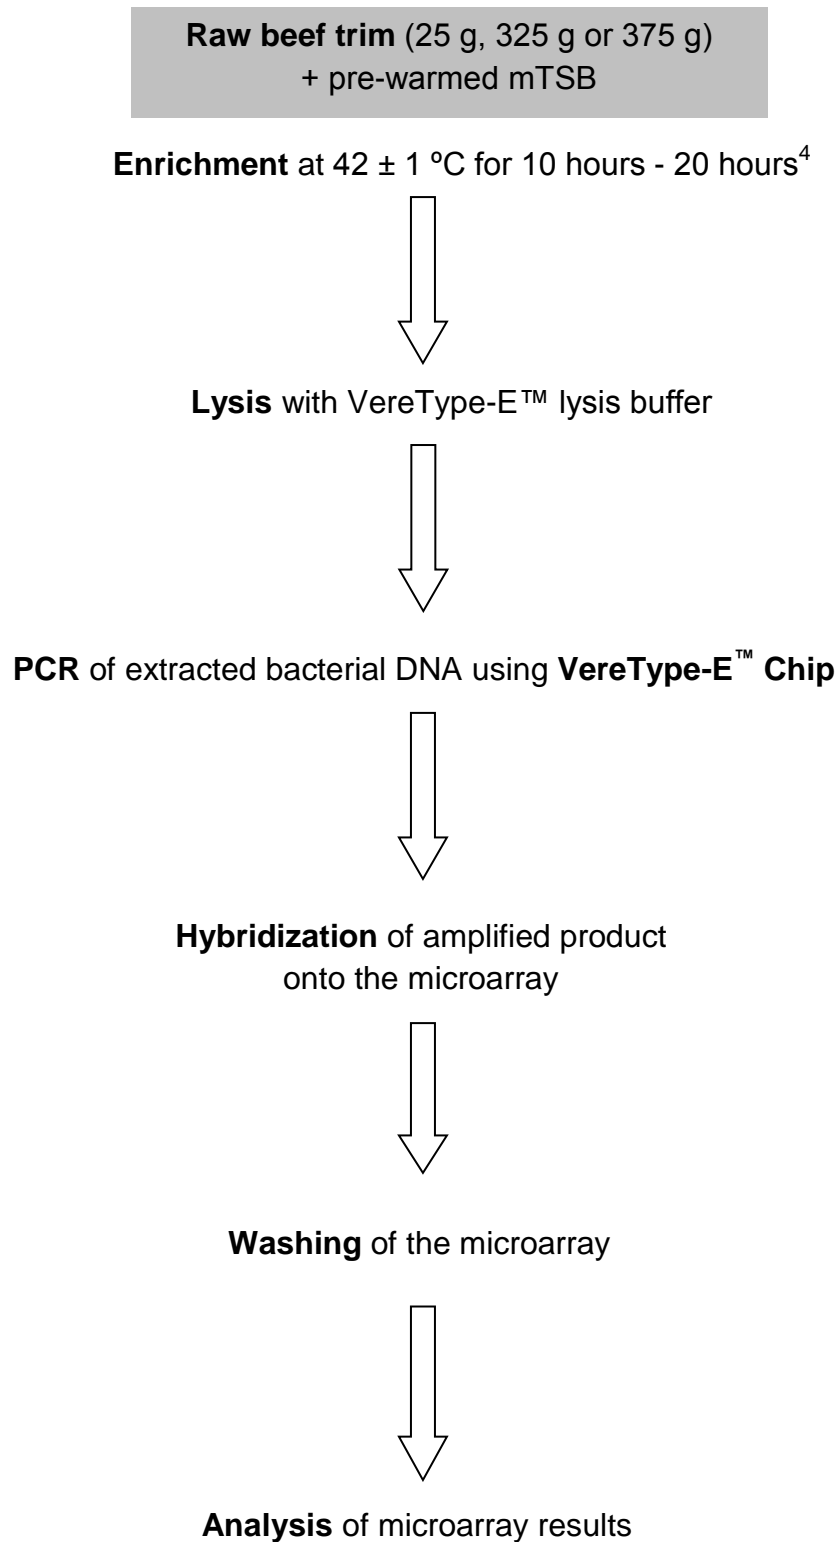 Raw beef trim (25 g, 325 g or 375 g)
+ pre-warmed mTSB
Enrichment at 42 ± 1 ºC for 10 hours - 20 hours⁴
Lysis with VereType-E™ lysis buffer
PCR of extracted bacterial DNA using VereType-E™ Chip
Hybridization of amplified product
onto the microarray
Washing of the microarray
Analysis of microarray results